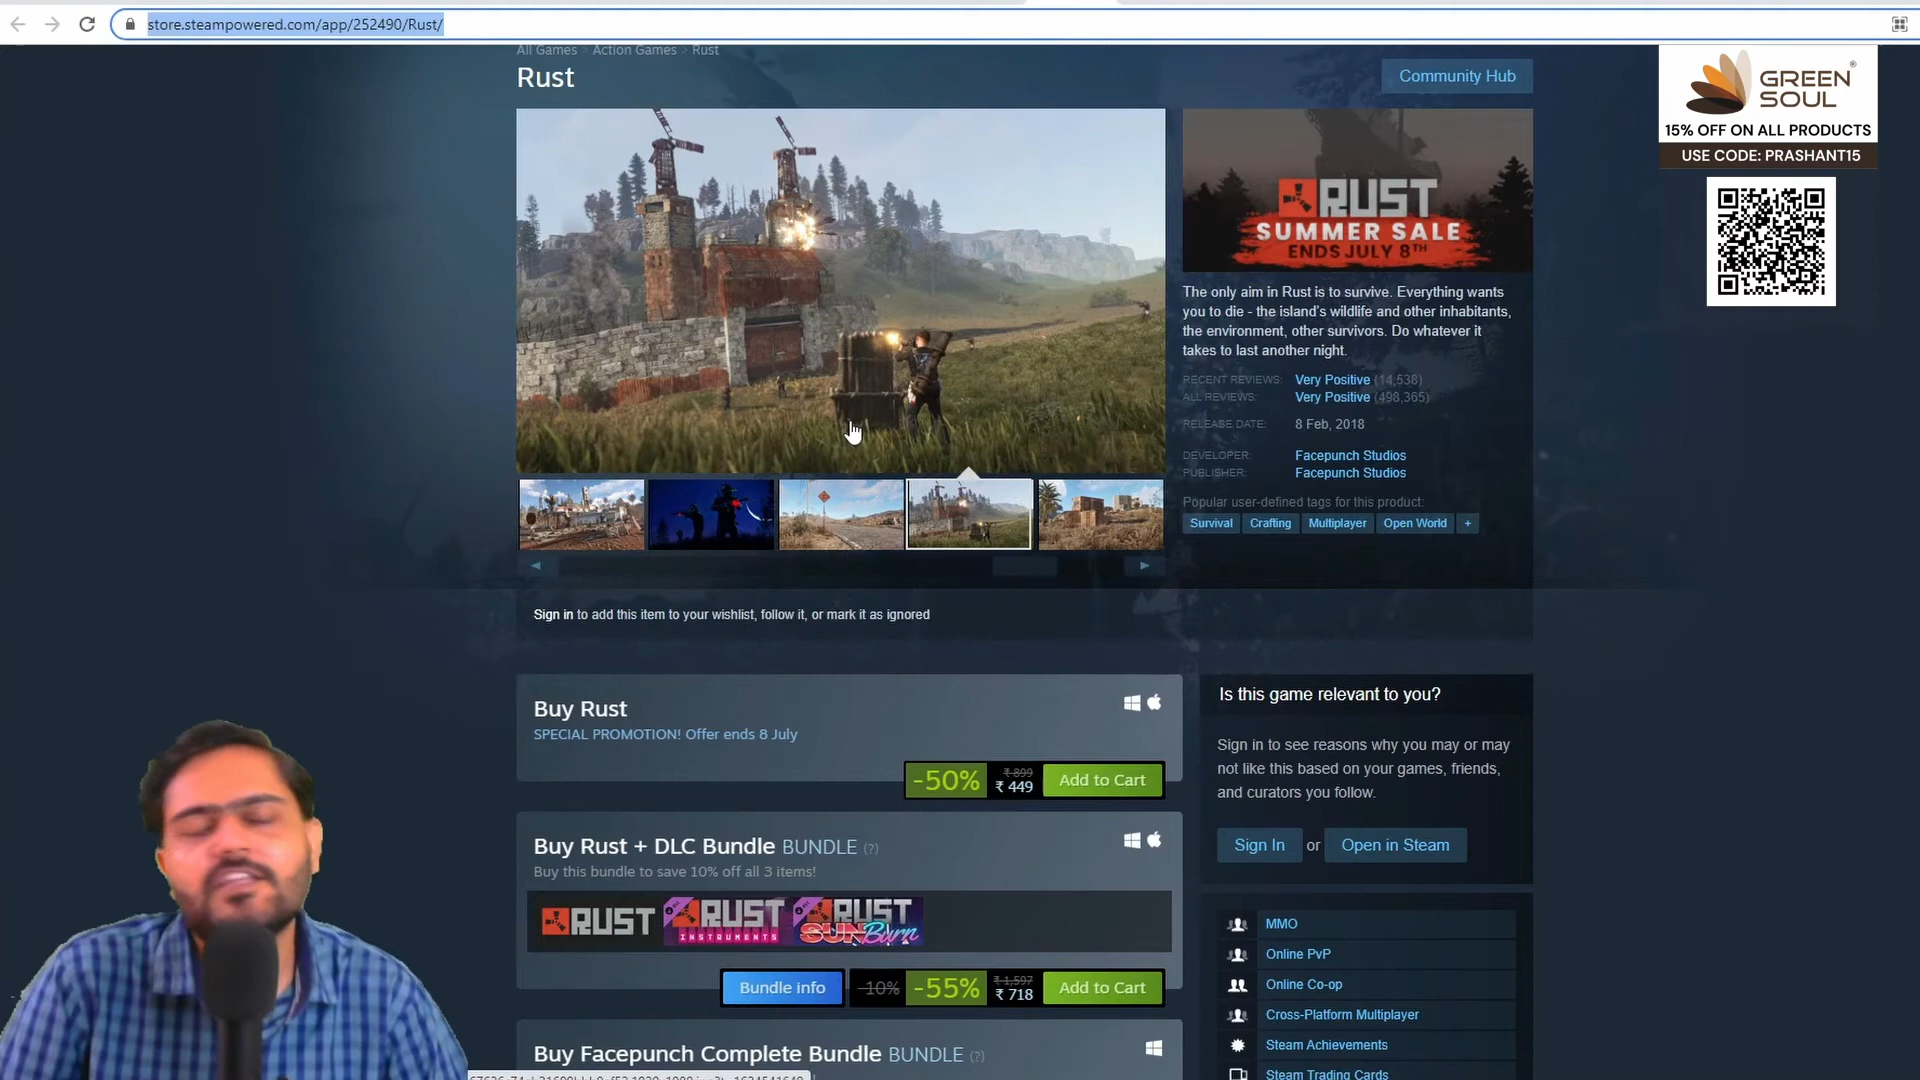 store.steampowered.com/app/252490/Rust/
All Games > Action Games > Rust
Rust
Community Hub
GREEN
SOUL
®
15% OFF ON ALL PRODUCTS
USE CODE: PRASHANT15
RUST
SUMMER SALE
ENDS JULY 8TH
The only aim in Rust is to survive. Everything wants
you to die - the island's wildlife and other inhabitants,
the environment, other survivors. Do whatever it
takes to last another night.
RECENT REVIEWS: Very Positive (14,538)
ALL REVIEWS: Very Positive (498,365)
RELEASE DATE: 8 Feb, 2018
DEVELOPER: Facepunch Studios
PUBLISHER: Facepunch Studios
Popular user-defined tags for this product:
Survival Crafting Multiplayer Open World +
Sign in to add this item to your wishlist, follow it, or mark it as ignored
Buy Rust
SPECIAL PROMOTION! Offer ends 8 July
-50% ₹ 899 ₹ 449 Add to Cart
Buy Rust + DLC Bundle BUNDLE (?)
Buy this bundle to save 10% off all 3 items!
RUST RUST INSTRUMENTS RUST SUNBurn
Bundle info -10% -55% ₹ 1,597 ₹ 718 Add to Cart
Buy Facepunch Complete Bundle BUNDLE (?)
Is this game relevant to you?
Sign in to see reasons why you may or may
not like this based on your games, friends,
and curators you follow.
Sign In or Open in Steam
MMO
Online PvP
Online Co-op
Cross-Platform Multiplayer
Steam Achievements
Steam Trading Cards